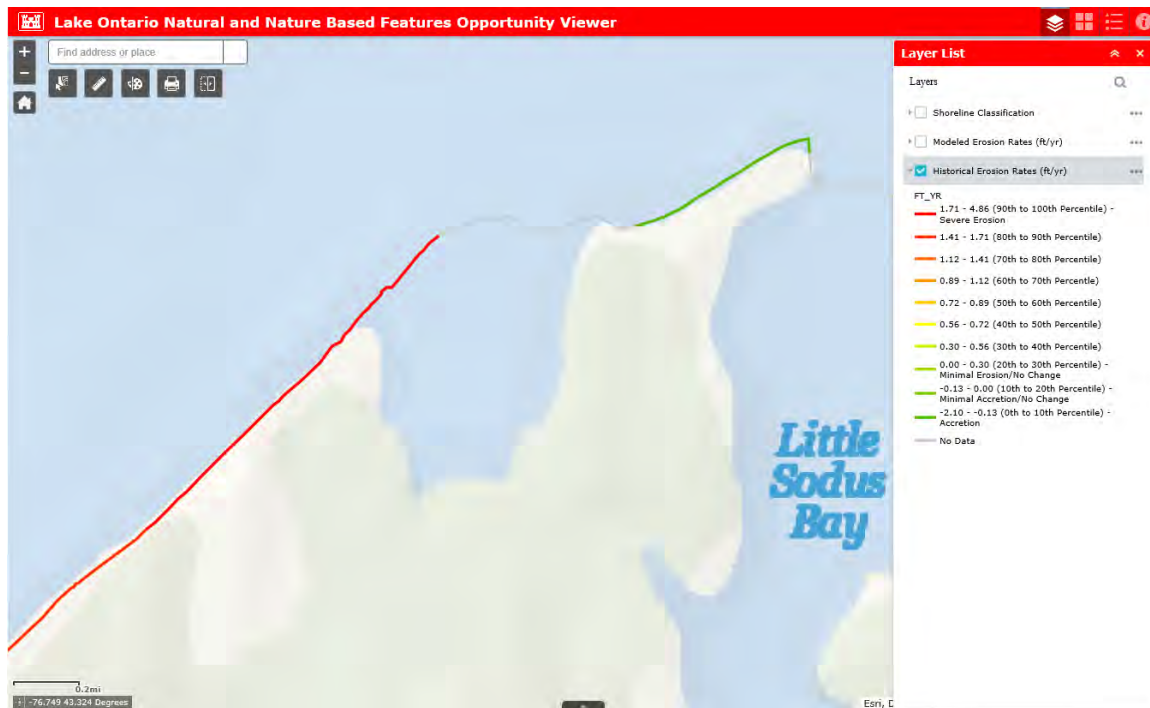 Lake Ontario Natural and Nature Based Features Opportunity Viewer
Find address or place
Layer List
Layers
Shoreline Classification
Modeled Erosion Rates (ft/yr)
Historical Erosion Rates (ft/yr)
FT_YR
1.71 - 4.86 (90th to 100th Percentile) -
Severe Erosion
1.41 - 1.71 (80th to 90th Percentile)
1.12 - 1.41 (70th to 80th Percentile)
0.89 - 1.12 (60th to 70th Percentle)
0.72 - 0.89 (50th to 60th Percentile)
0.56 - 0.72 (40th to 50th Percentile)
0.30 - 0.56 (30th to 40th Percentile)
0.00 - 0.30 (20th to 30th Percentile) -
Minimal Erosion/No Change
-0.13 - 0.00 (10th to 20th Percentile) -
Minimal Accretion/No Change
-2.10 - -0.13 (0th to 10th Percentile) -
Accretion
No Data
Little
Sodus
Bay
0.2mi
-76.749 43.324 Degrees
Esri, D